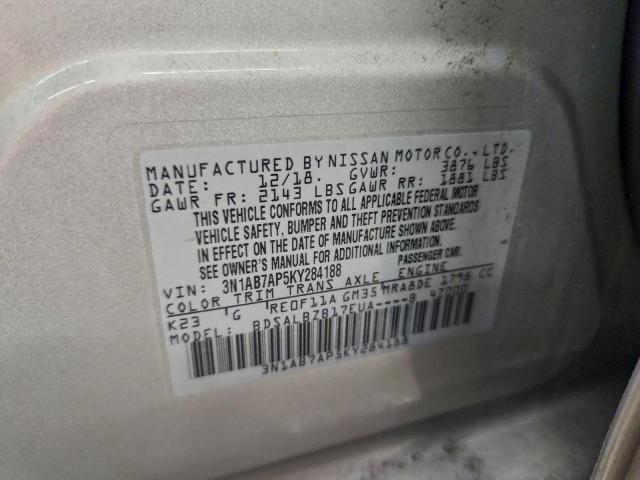 MANUFACTURED BY NISSAN MOTOR CO., LTD.
DATE: 12/18. GVWR: 3876 LBS
GAWR FR: 2143 LBS GAWR RR: 1881 LBS
THIS VEHICLE CONFORMS TO ALL APPLICABLE FEDERAL MOTOR
VEHICLE SAFETY, BUMPER AND THEFT PREVENTION STANDARDS
IN EFFECT ON THE DATE OF MANUFACTURE SHOWN ABOVE.
SEE OWNER'S MANUAL FOR ADDITIONAL INFORMATION.
VIN: 3N1AB7AP5KY284188 PASSENGER CAR.
COLOR TRIM TRANS AXLE ENGINE
K23 G RE0F11A GM35 MRA8DE 1798 CC
MODEL: BDSALBZB17EUA----B 42000
3N1AB7AP5KY284188